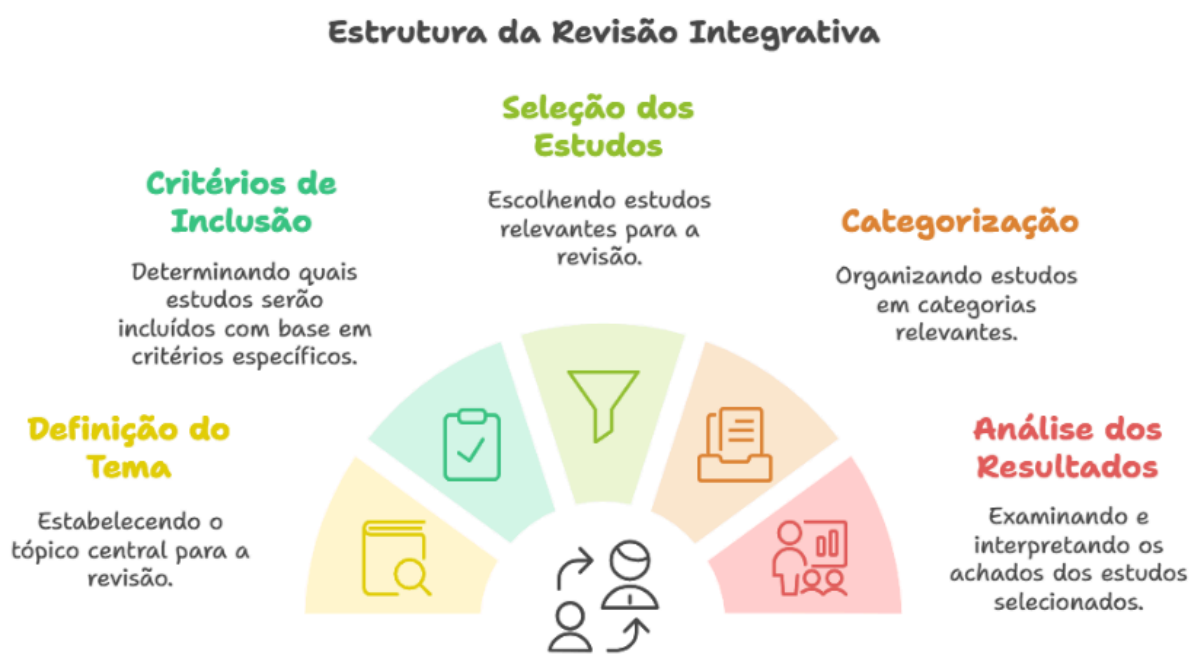 Estrutura da Revisão Integrativa
Seleção dos
Estudos
Escolhendo estudos
relevantes para a
revisão.
Critérios de
Inclusão
Determinando quais
estudos serão
incluídos com base em
critérios específicos.
Categorização
Organizando estudos
em categorias
relevantes.
Definição do
Tema
Estabelecendo o
tópico central para a
revisão.
Análise dos
Resultados
Examinando e
interpretando os
achados dos estudos
selecionados.